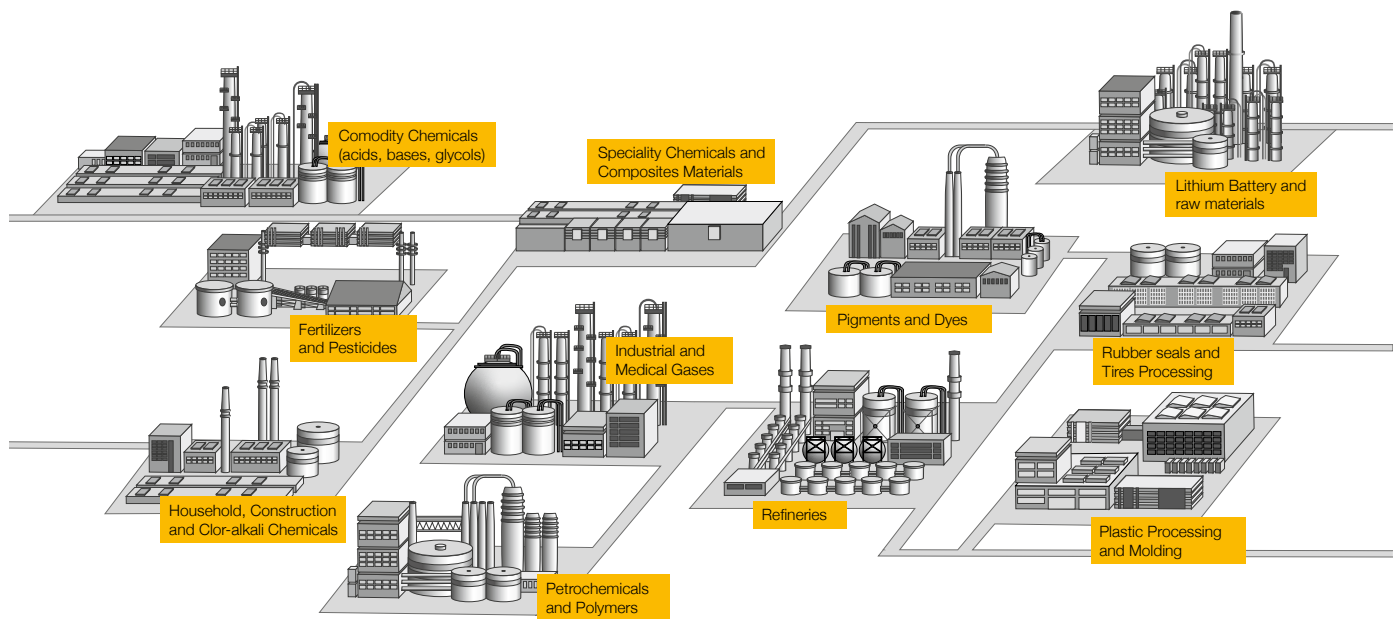 Comodity Chemicals
(acids, bases, glycols)
Speciality Chemicals and
Composites Materials
Lithium Battery and
raw materials
Fertilizers
and Pesticides
Pigments and Dyes
Industrial and
Medical Gases
Rubber seals and
Tires Processing
Household, Construction
and Clor-alkali Chemicals
Refineries
Plastic Processing
and Molding
Petrochemicals
and Polymers